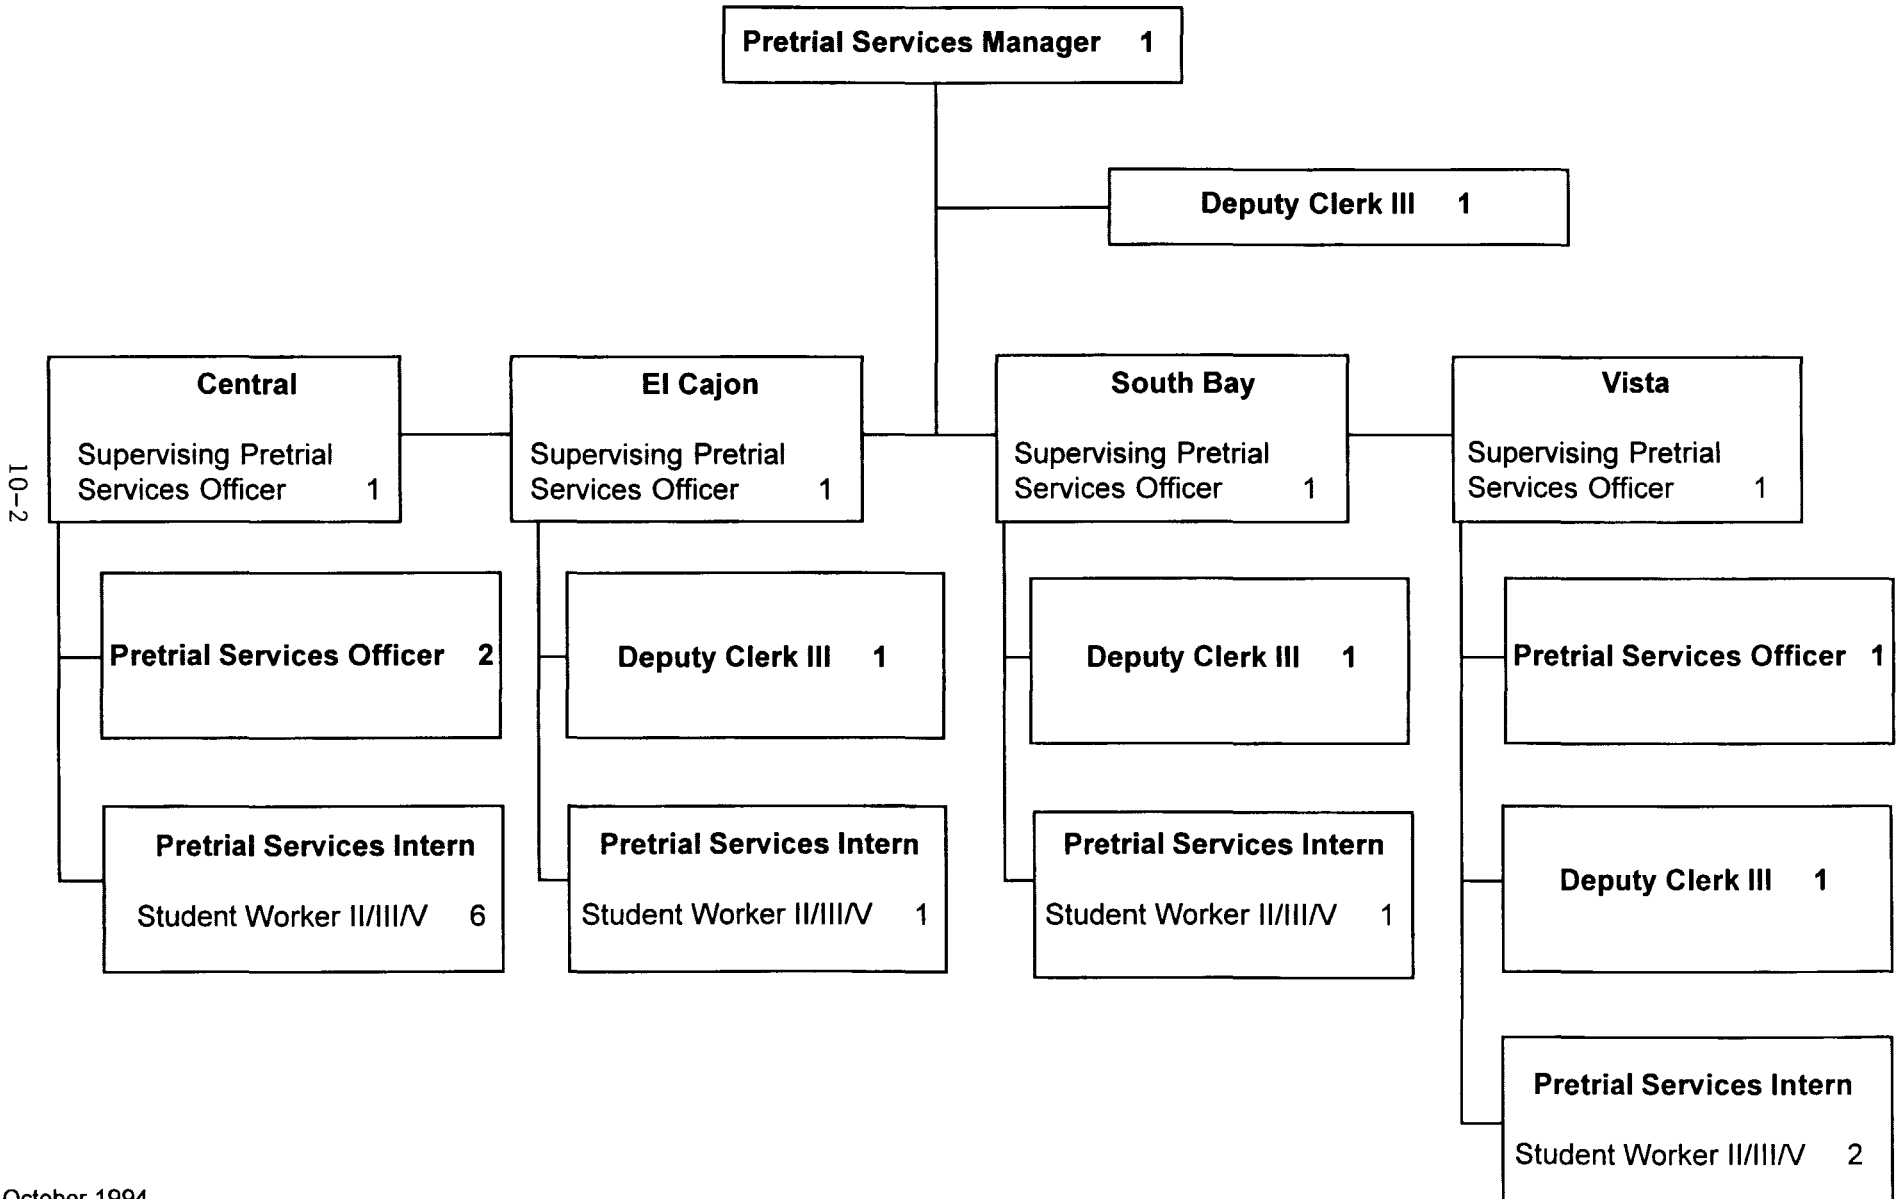 Pretrial Services Manager 1
Deputy Clerk III 1
Central
Supervising Pretrial
Services Officer 1
El Cajon
Supervising Pretrial
Services Officer 1
South Bay
Supervising Pretrial
Services Officer 1
Vista
Supervising Pretrial
Services Officer 1
10-2
Pretrial Services Officer 2
Pretrial Services Intern
Student Worker II/III/V 6
Deputy Clerk III 1
Pretrial Services Intern
Student Worker II/III/V 1
Deputy Clerk III 1
Pretrial Services Intern
Student Worker II/III/V 1
Pretrial Services Officer 1
Deputy Clerk III 1
Pretrial Services Intern
Student Worker II/III/V 2
October 1994